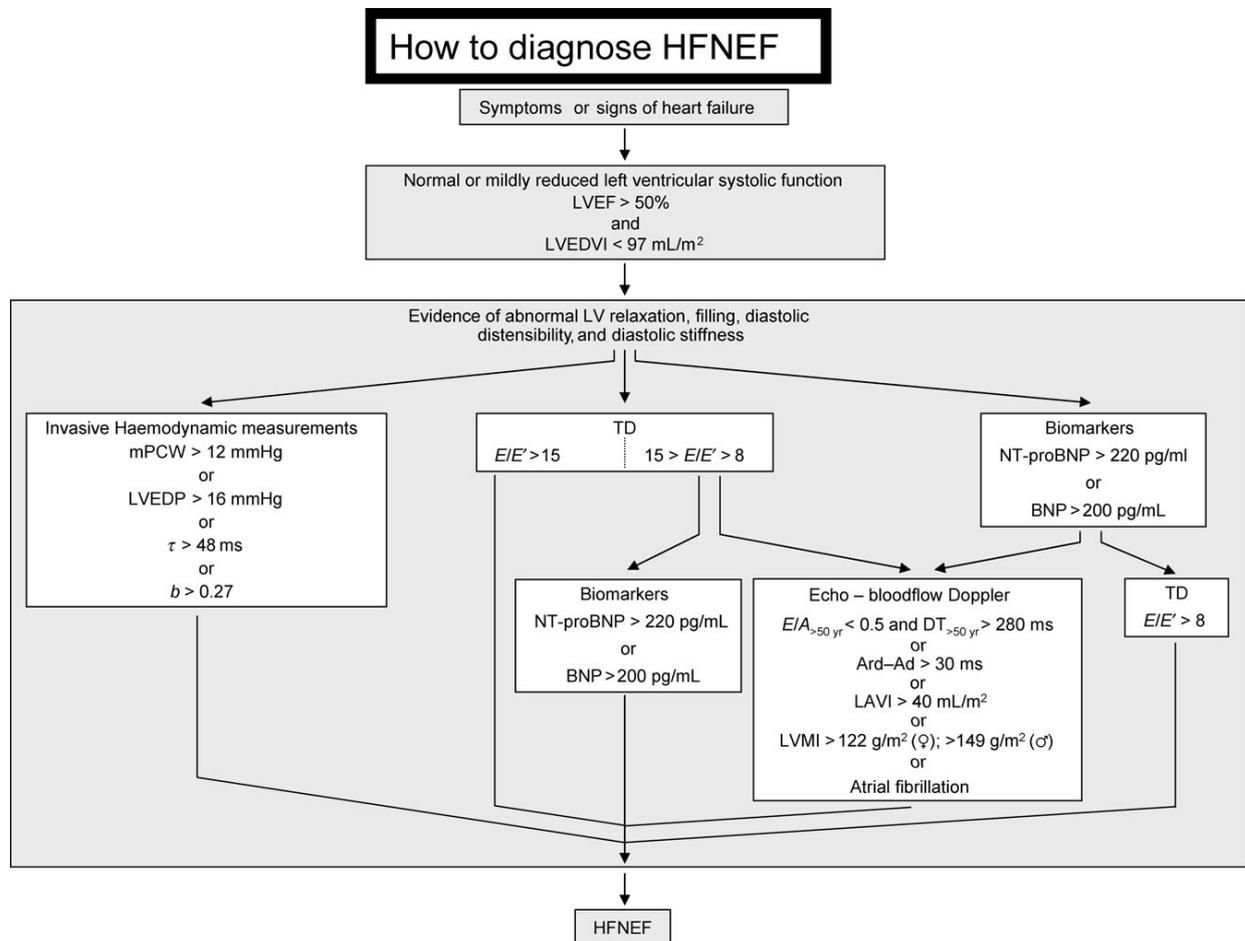 How to diagnose HFNEF
Symptoms or signs of heart failure
Normal or mildly reduced left ventricular systolic function
LVEF > 50%
and
LVEDVI < 97 mL/m²
Evidence of abnormal LV relaxation, filling, diastolic
distensibility, and diastolic stiffness
Invasive Haemodynamic measurements
mPCW > 12 mmHg
or
LVEDP > 16 mmHg
or
τ > 48 ms
or
b > 0.27
TD
E/E′ > 15
15 > E/E′ > 8
Biomarkers
NT-proBNP > 220 pg/ml
or
BNP > 200 pg/mL
Biomarkers
NT-proBNP > 220 pg/mL
or
BNP > 200 pg/mL
Echo – bloodflow Doppler
E/A>50 yr < 0.5 and DT>50 yr > 280 ms
or
Ard–Ad > 30 ms
or
LAVI > 40 mL/m²
or
LVMI > 122 g/m² (♀); >149 g/m² (♂)
or
Atrial fibrillation
TD
E/E′ > 8
HFNEF